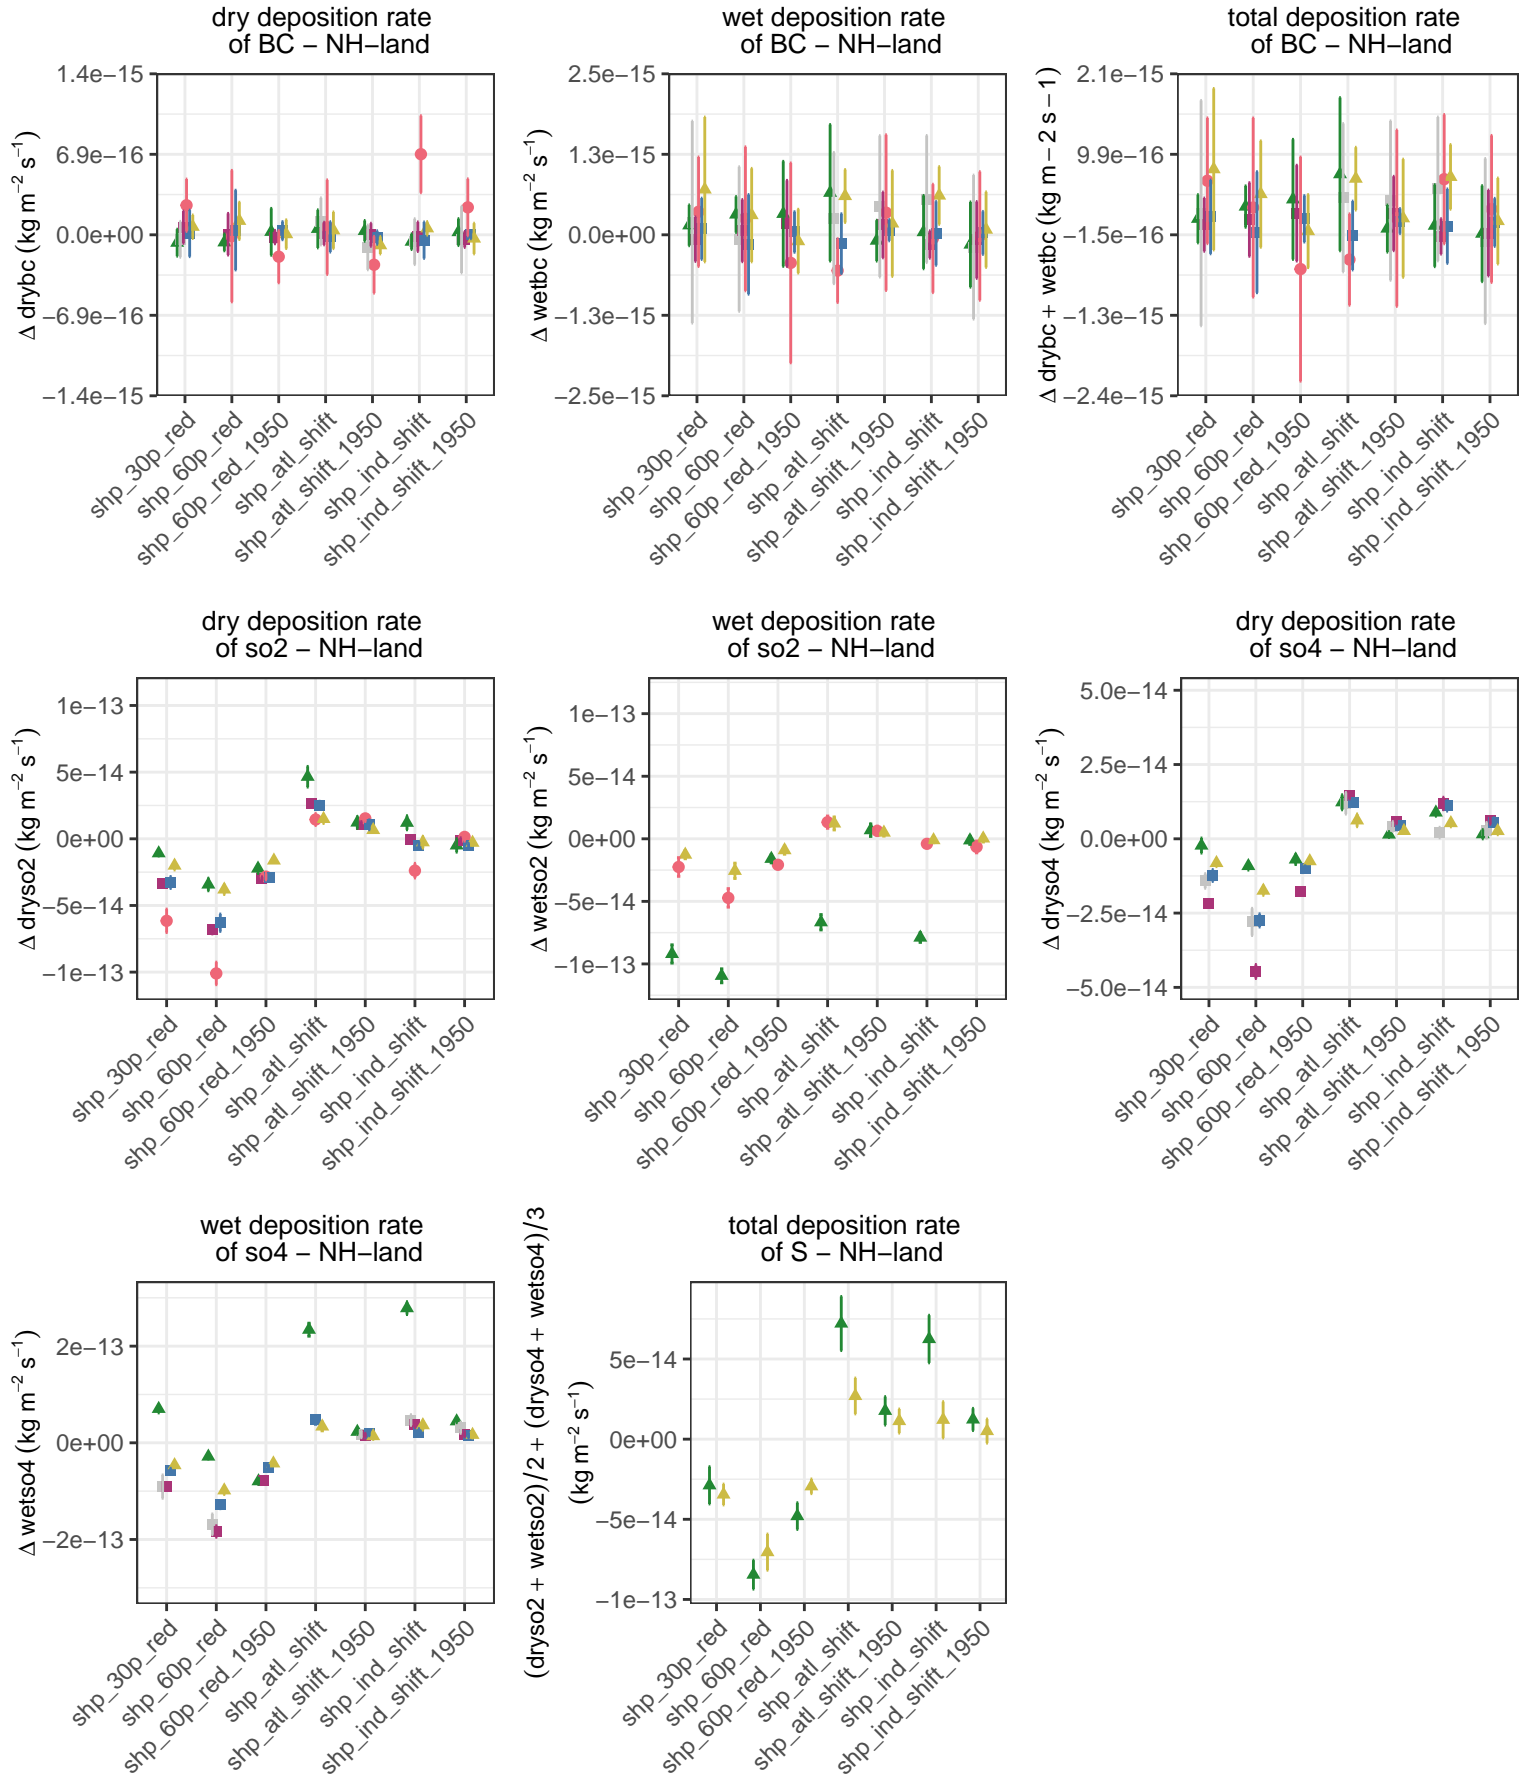 dry deposition rate
of BC − NH−land
Δ drybc (kg m−2 s−1)
1.4e−15
6.9e−16
0.0e+00
−6.9e−16
−1.4e−15
shp_30p_red
shp_60p_red
shp_60p_red_1950
shp_atl_shift
shp_atl_shift_1950
shp_ind_shift
shp_ind_shift_1950
wet deposition rate
of BC − NH−land
Δ wetbc (kg m−2 s−1)
2.5e−15
1.3e−15
0.0e+00
−1.3e−15
−2.5e−15
shp_30p_red
shp_60p_red
shp_60p_red_1950
shp_atl_shift
shp_atl_shift_1950
shp_ind_shift
shp_ind_shift_1950
total deposition rate
of BC − NH−land
Δ drybc + wetbc (kg m − 2 s − 1)
2.1e−15
9.9e−16
−1.5e−16
−1.3e−15
−2.4e−15
shp_30p_red
shp_60p_red
shp_60p_red_1950
shp_atl_shift
shp_atl_shift_1950
shp_ind_shift
shp_ind_shift_1950
dry deposition rate
of so2 − NH−land
Δ dryso2 (kg m−2 s−1)
1e−13
5e−14
0e+00
−5e−14
−1e−13
shp_30p_red
shp_60p_red
shp_60p_red_1950
shp_atl_shift
shp_atl_shift_1950
shp_ind_shift
shp_ind_shift_1950
wet deposition rate
of so2 − NH−land
Δ wetso2 (kg m−2 s−1)
1e−13
5e−14
0e+00
−5e−14
−1e−13
shp_30p_red
shp_60p_red
shp_60p_red_1950
shp_atl_shift
shp_atl_shift_1950
shp_ind_shift
shp_ind_shift_1950
dry deposition rate
of so4 − NH−land
Δ dryso4 (kg m−2 s−1)
5.0e−14
2.5e−14
0.0e+00
−2.5e−14
−5.0e−14
shp_30p_red
shp_60p_red
shp_60p_red_1950
shp_atl_shift
shp_atl_shift_1950
shp_ind_shift
shp_ind_shift_1950
wet deposition rate
of so4 − NH−land
Δ wetso4 (kg m−2 s−1)
2e−13
0e+00
−2e−13
shp_30p_red
shp_60p_red
shp_60p_red_1950
shp_atl_shift
shp_atl_shift_1950
shp_ind_shift
shp_ind_shift_1950
total deposition rate
of S − NH−land
(dryso2 + wetso2)/2 + (dryso4 + wetso4)/3
(kg m−2 s−1)
5e−14
0e+00
−5e−14
−1e−13
shp_30p_red
shp_60p_red
shp_60p_red_1950
shp_atl_shift
shp_atl_shift_1950
shp_ind_shift
shp_ind_shift_1950